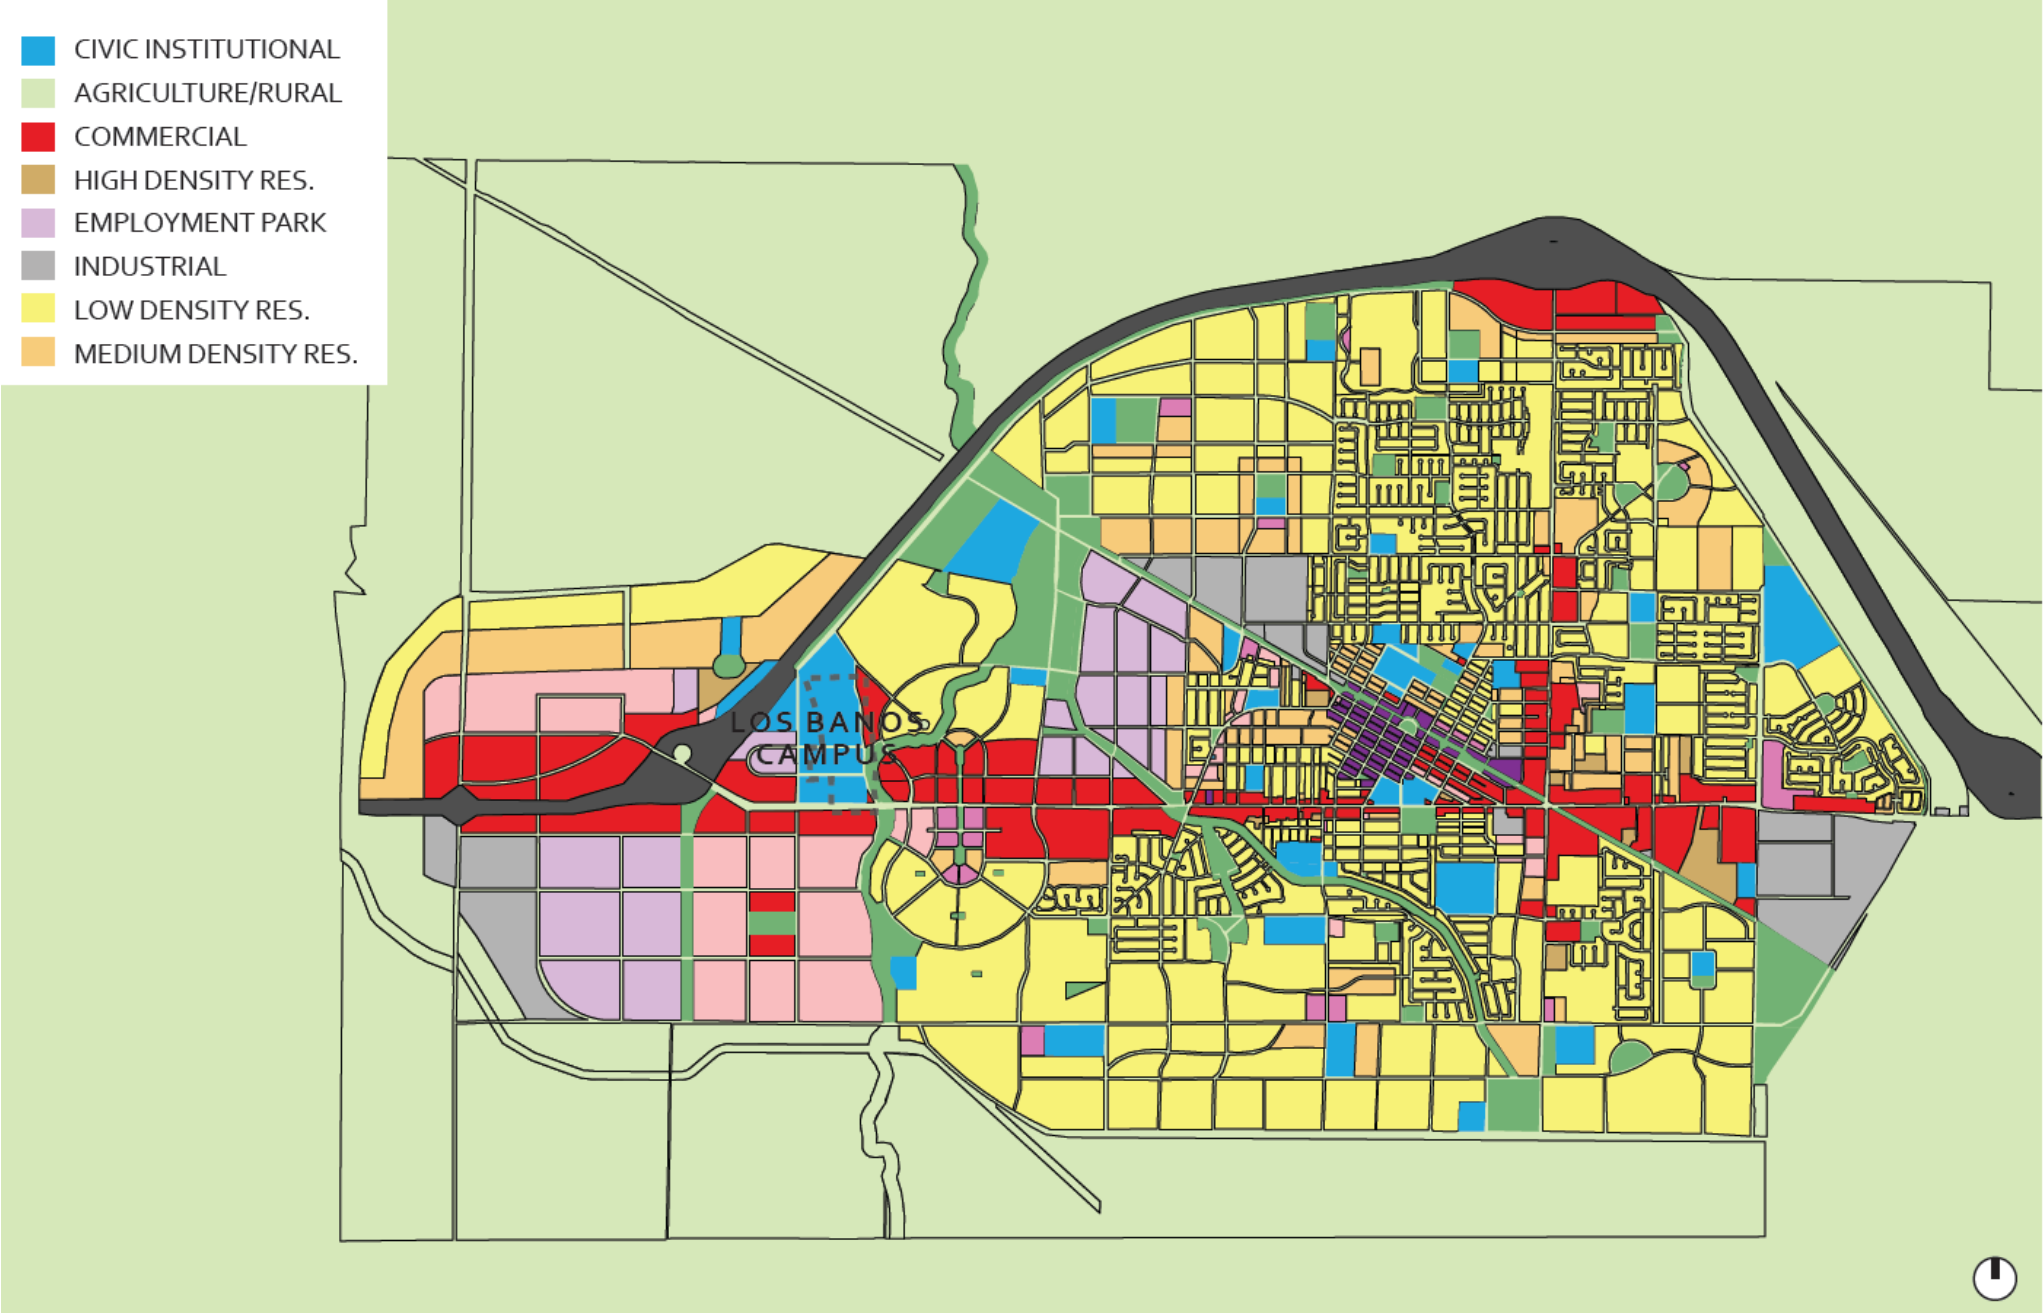 CIVIC INSTITUTIONAL
AGRICULTURE/RURAL
COMMERCIAL
HIGH DENSITY RES.
EMPLOYMENT PARK
INDUSTRIAL
LOW DENSITY RES.
MEDIUM DENSITY RES.
LOS BANOS
CAMPUS